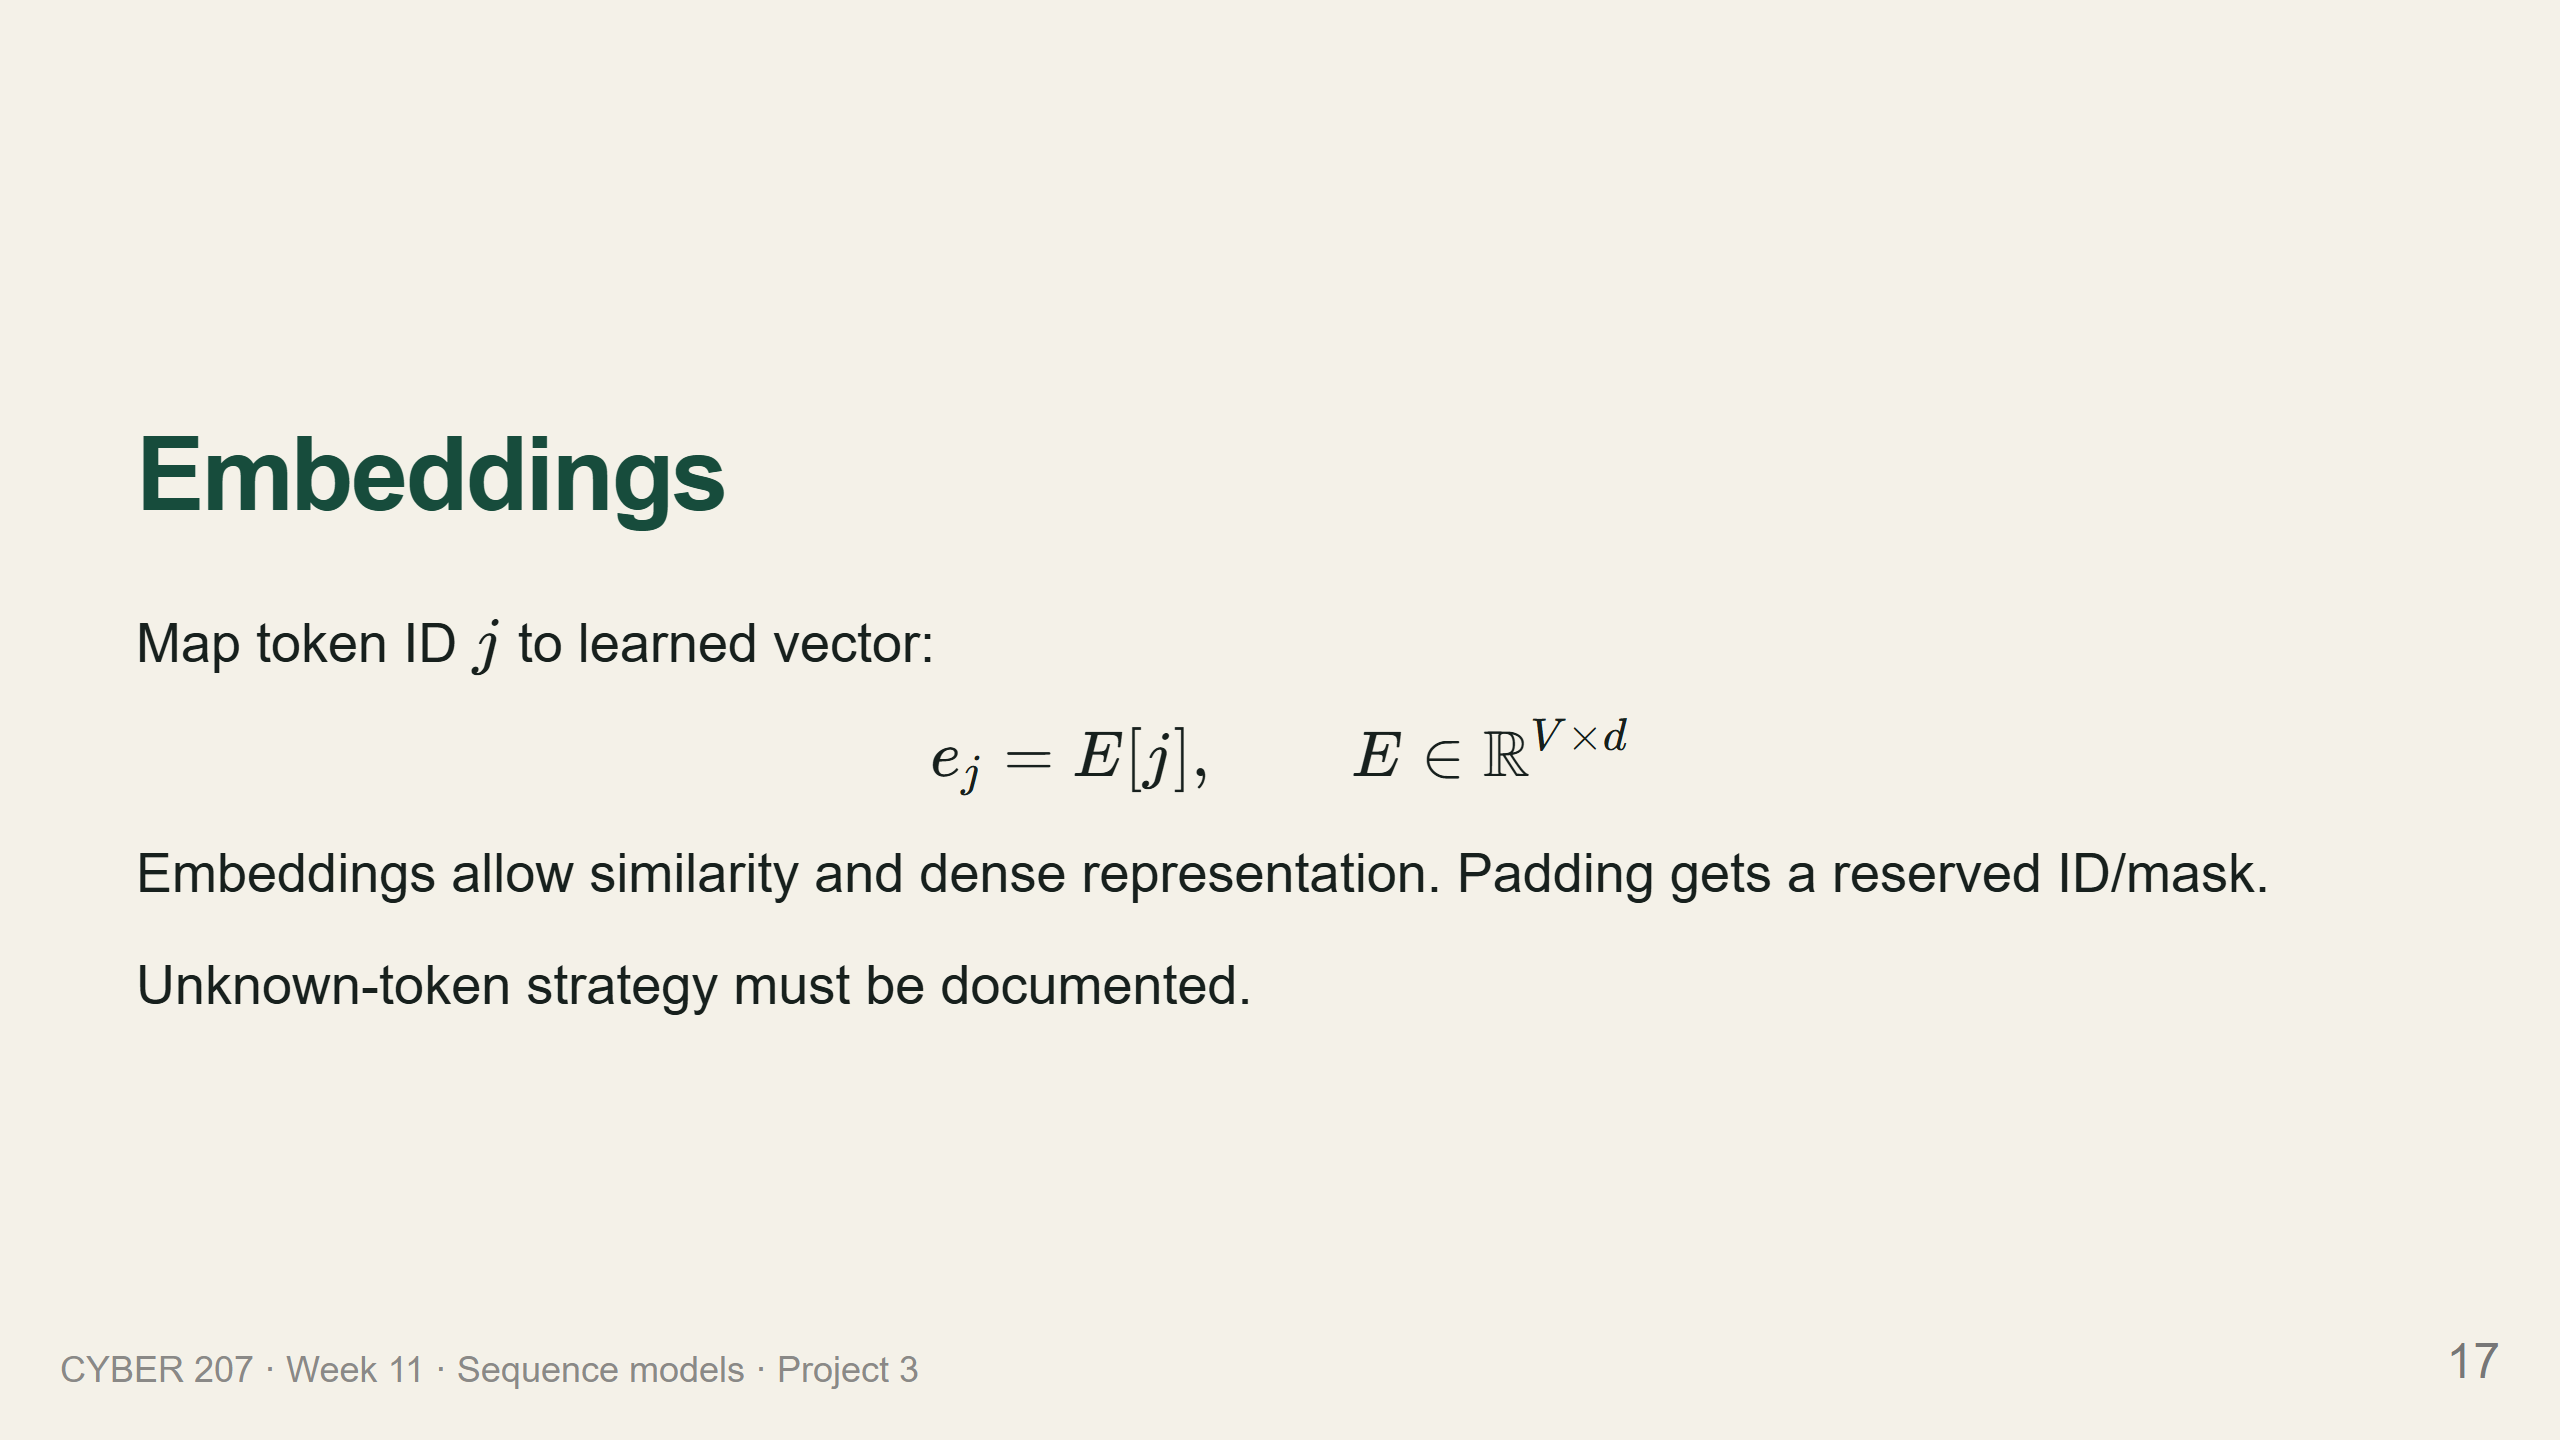 Embeddings
Map token ID j to learned vector:
e_j = E[j],  E ∈ ℝ^{V×d}
Embeddings allow similarity and dense representation. Padding gets a reserved ID/mask.
Unknown-token strategy must be documented.
CYBER 207 · Week 11 · Sequence models · Project 3
17